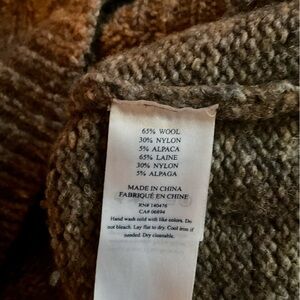 65% WOOL
30% NYLON
5% ALPACA
65% LAINE
30% NYLON
5% ALPAGA
MADE IN CHINA
FABRIQUÉ EN CHINE
RN# 140476
CA# 06894
Hand wash cold with like colors. Do
not bleach. Lay flat to dry. Cool iron if
needed. Dry cleanable.